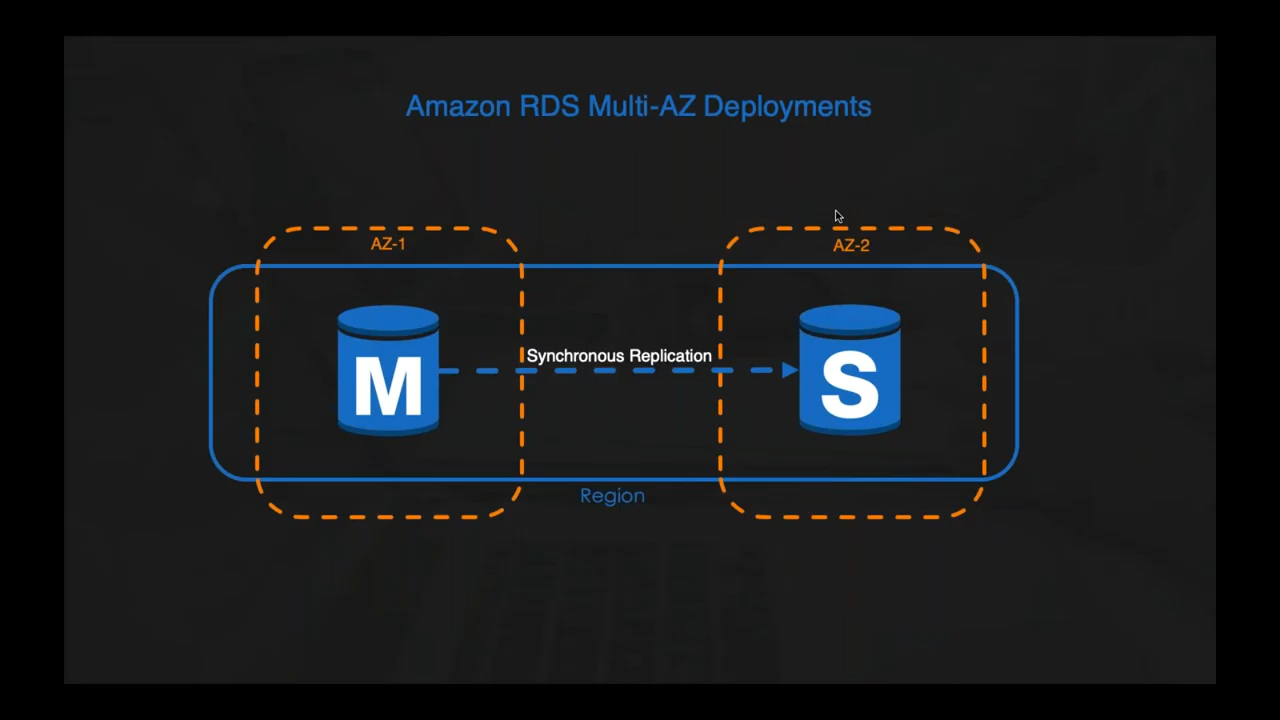 Amazon RDS Multi-AZ Deployments
AZ-1
AZ-2
M
Synchronous Replication
S
Region